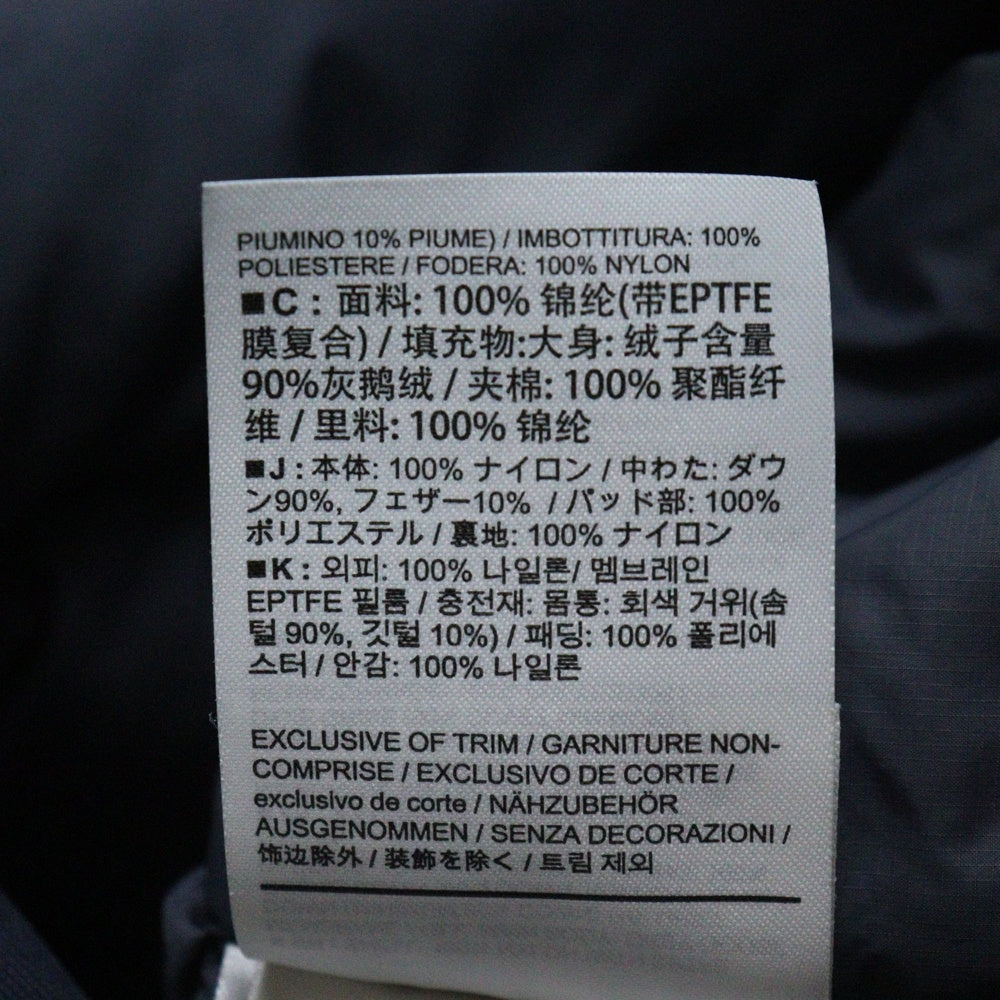 PIUMINO 10% PIUME) / IMBOTTITURA: 100%
POLIESTERE / FODERA: 100% NYLON
■C : 面料: 100% 锦纶(带EPTFE
膜复合) / 填充物:大身: 绒子含量
90%灰鹅绒 / 夹棉: 100% 聚酯纤
维 / 里料: 100% 锦纶
■J : 本体: 100% ナイロン / 中わた: ダウ
ン90%, フェザー10% / パッド部: 100%
ポリエステル / 裏地: 100% ナイロン
■K : 외피: 100% 나일론/ 멤브레인
EPTFE 필름 / 충전재: 몸통: 회색 거위(솜
털 90%, 깃털 10%) / 패딩: 100% 폴리에
스터 / 안감: 100% 나일론
EXCLUSIVE OF TRIM / GARNITURE NON-
COMPRISE / EXCLUSIVO DE CORTE /
exclusivo de corte / NÄHZUBEHÖR
AUSGENOMMEN / SENZA DECORAZIONI /
饰边除外 / 装飾を除く / 트림 제외